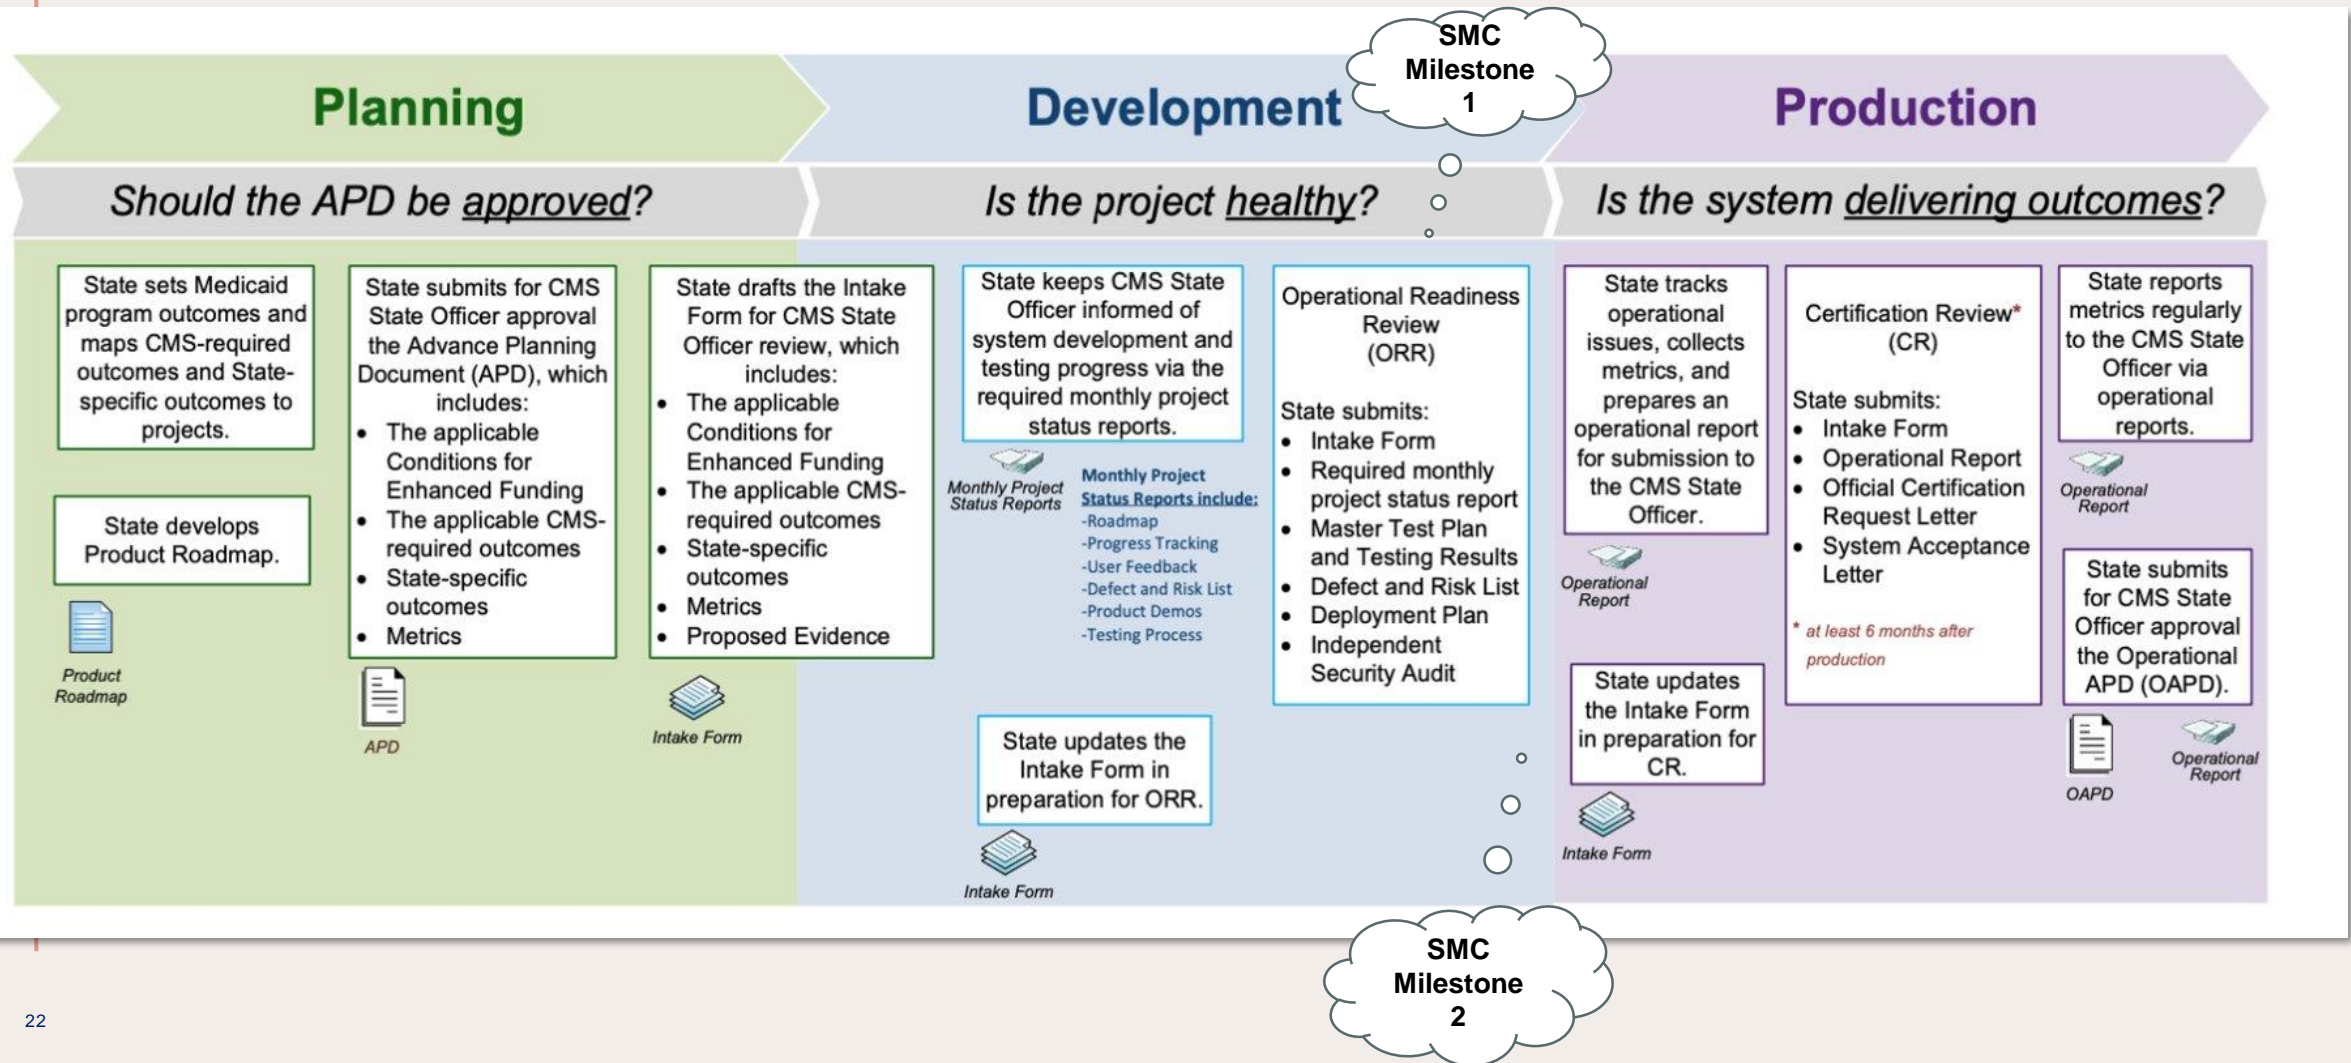 SMC
Milestone
1
Planning
Development
Production
Should the APD be approved?
Is the project healthy?
Is the system delivering outcomes?
State sets Medicaid
program outcomes and
maps CMS-required
outcomes and State-
specific outcomes to
projects.
State develops
Product Roadmap.
Product
Roadmap
State submits for CMS
State Officer approval
the Advance Planning
Document (APD), which
includes:
• The applicable
Conditions for
Enhanced Funding
• The applicable CMS-
required outcomes
• State-specific
outcomes
• Metrics
APD
State drafts the Intake
Form for CMS State
Officer review, which
includes:
• The applicable
Conditions for
Enhanced Funding
• The applicable CMS-
required outcomes
• State-specific
outcomes
• Metrics
• Proposed Evidence
Intake Form
State keeps CMS State
Officer informed of
system development and
testing progress via the
required monthly project
status reports.
Monthly Project
Status Reports
Monthly Project
Status Reports include:
-Roadmap
-Progress Tracking
-User Feedback
-Defect and Risk List
-Product Demos
-Testing Process
State updates the
Intake Form in
preparation for ORR.
Intake Form
Operational Readiness
Review
(ORR)
State submits:
• Intake Form
• Required monthly
project status report
• Master Test Plan
and Testing Results
• Defect and Risk List
• Deployment Plan
• Independent
Security Audit
State tracks
operational
issues, collects
metrics, and
prepares an
operational report
for submission to
the CMS State
Officer.
Operational
Report
State updates
the Intake Form
in preparation for
CR.
Intake Form
Certification Review*
(CR)
State submits:
• Intake Form
• Operational Report
• Official Certification
Request Letter
• System Acceptance
Letter
* at least 6 months after
production
State reports
metrics regularly
to the CMS State
Officer via
operational
reports.
Operational
Report
State submits
for CMS State
Officer approval
the Operational
APD (OAPD).
OAPD
Operational
Report
SMC
Milestone
2
22